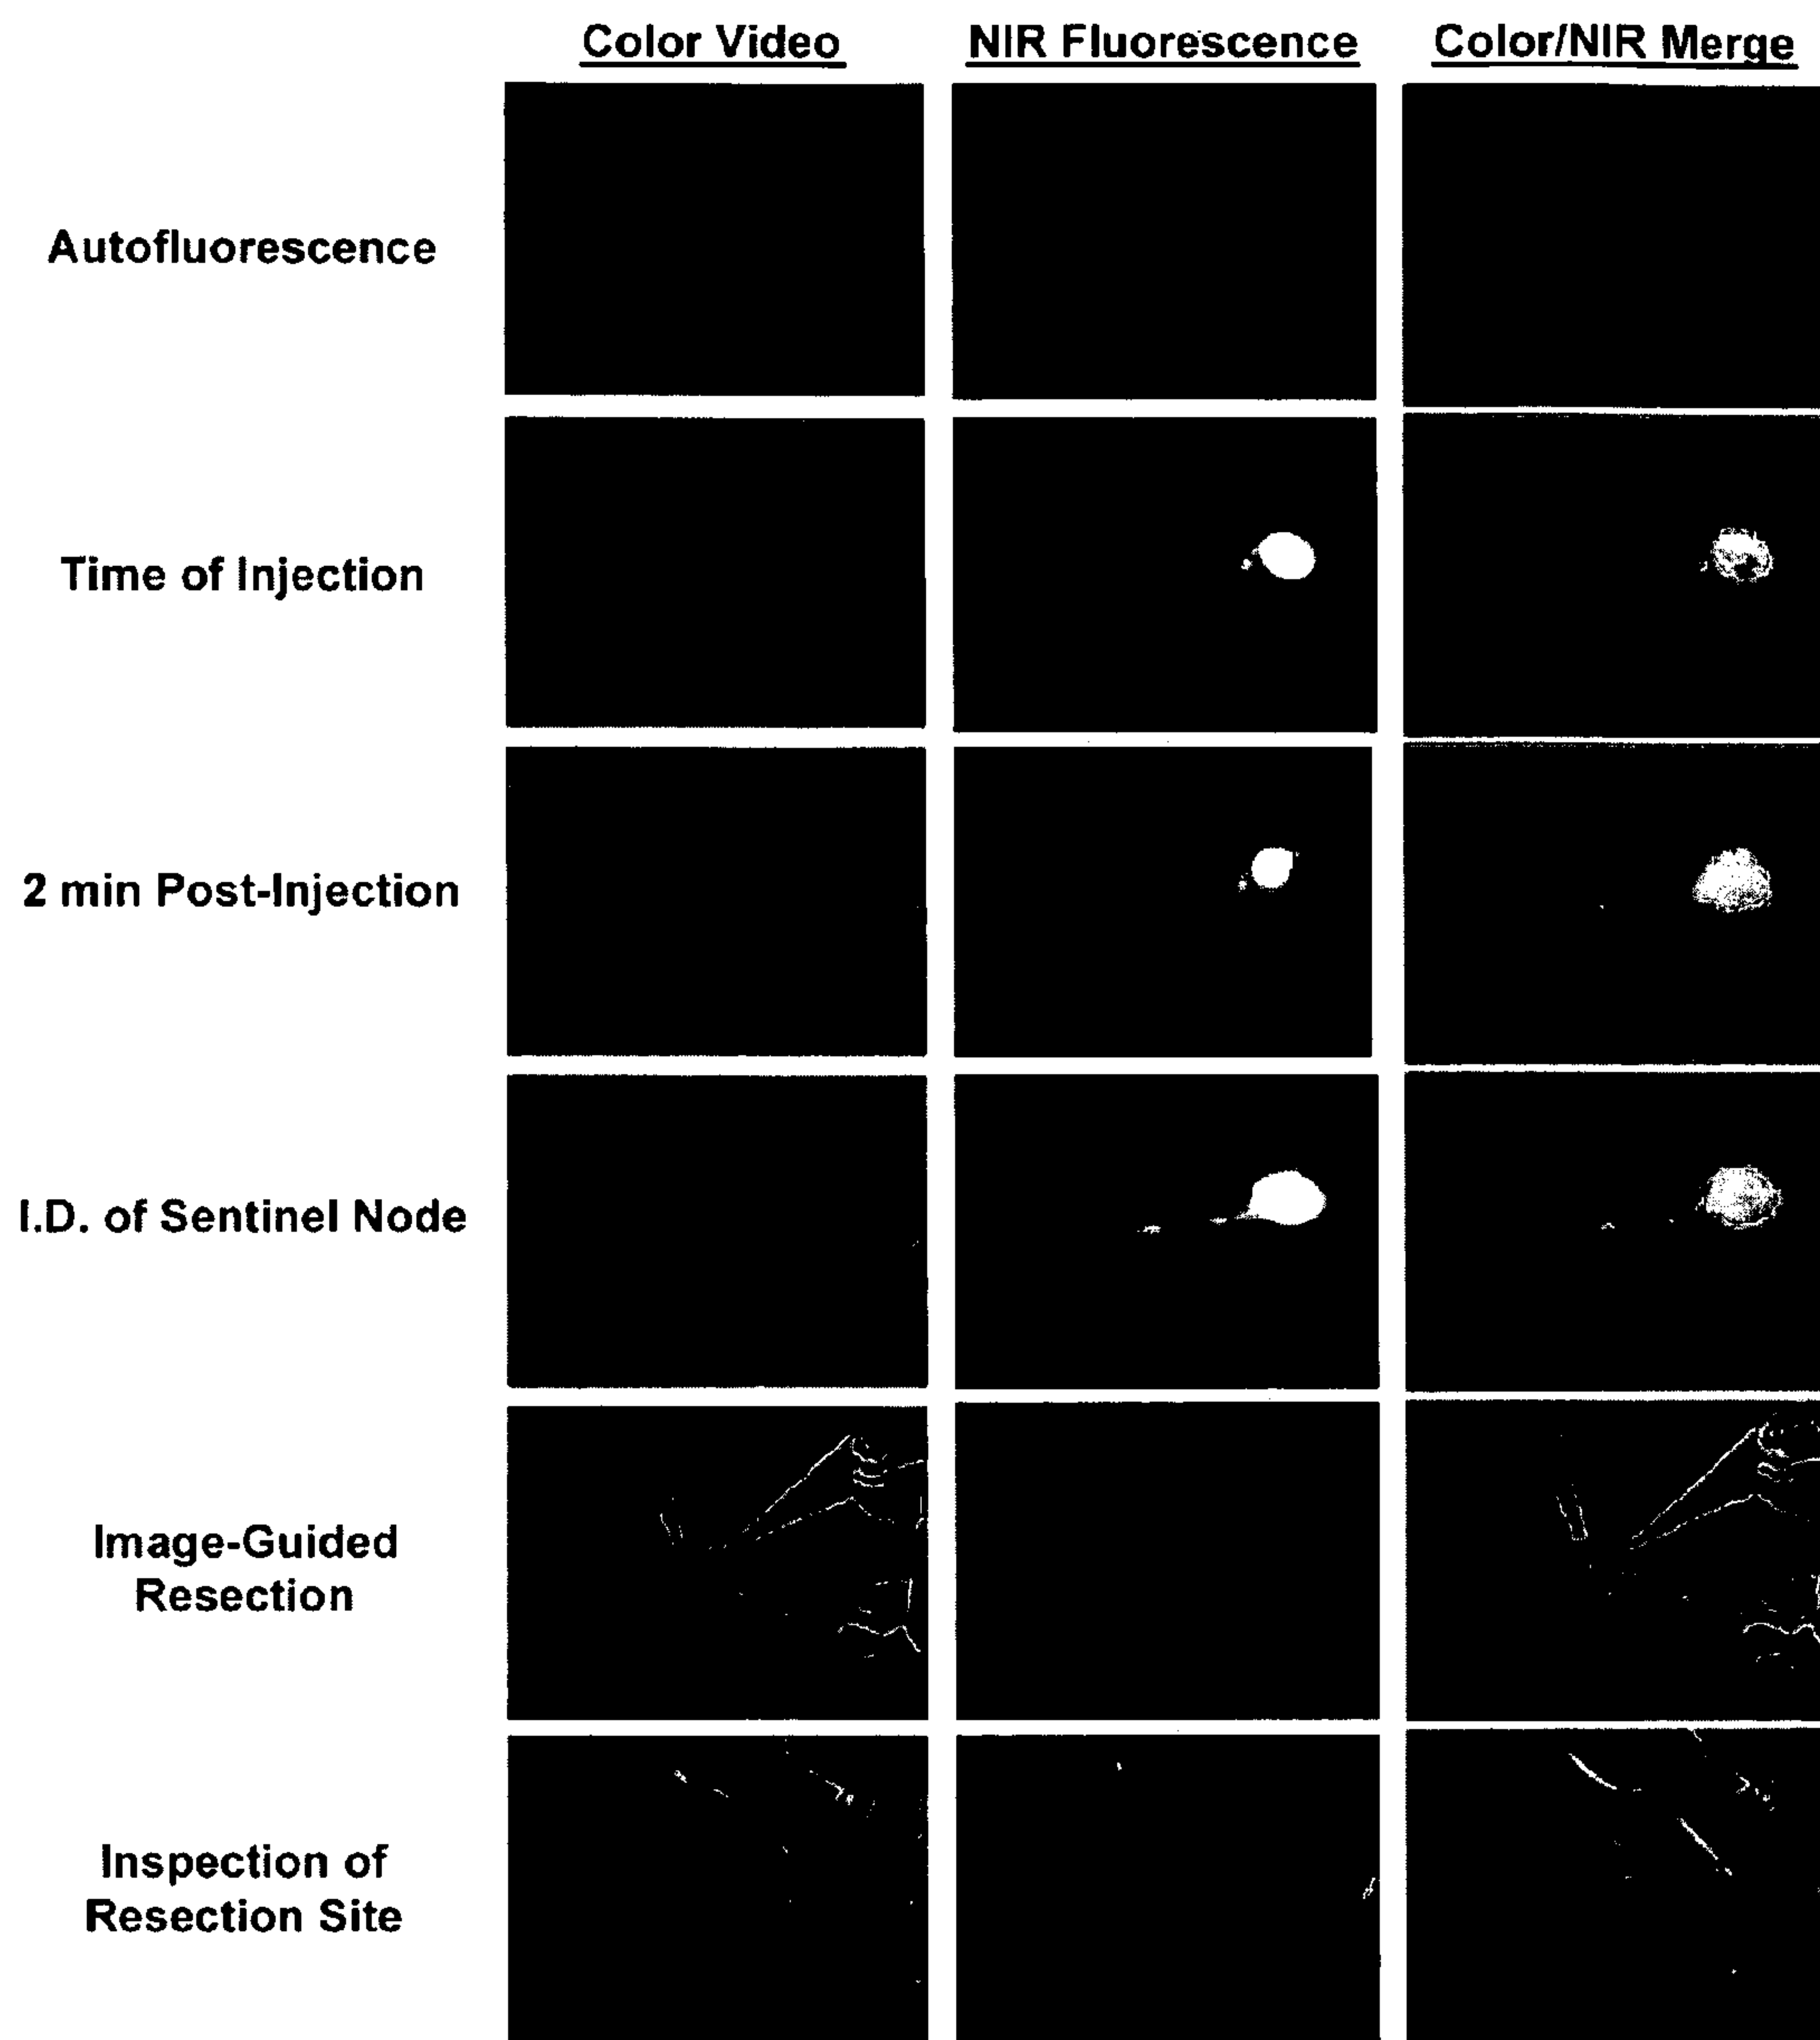 Color Video NIR Fluorescence Color/NIR Merge
Autofluorescence
Time of Injection
2 min Post-Injection
I.D. of Sentinel Node
Image-Guided
Resection
Inspection of
Resection Site